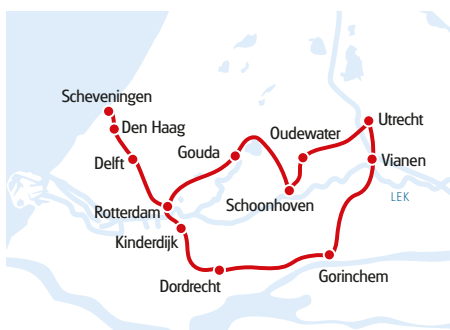 Scheveningen
Den Haag
Utrecht
Oudewater
Gouda
Delft
Vianen
LEK
Schoonhoven
Rotterdam
Kinderdijk
Gorinchem
Dordrecht